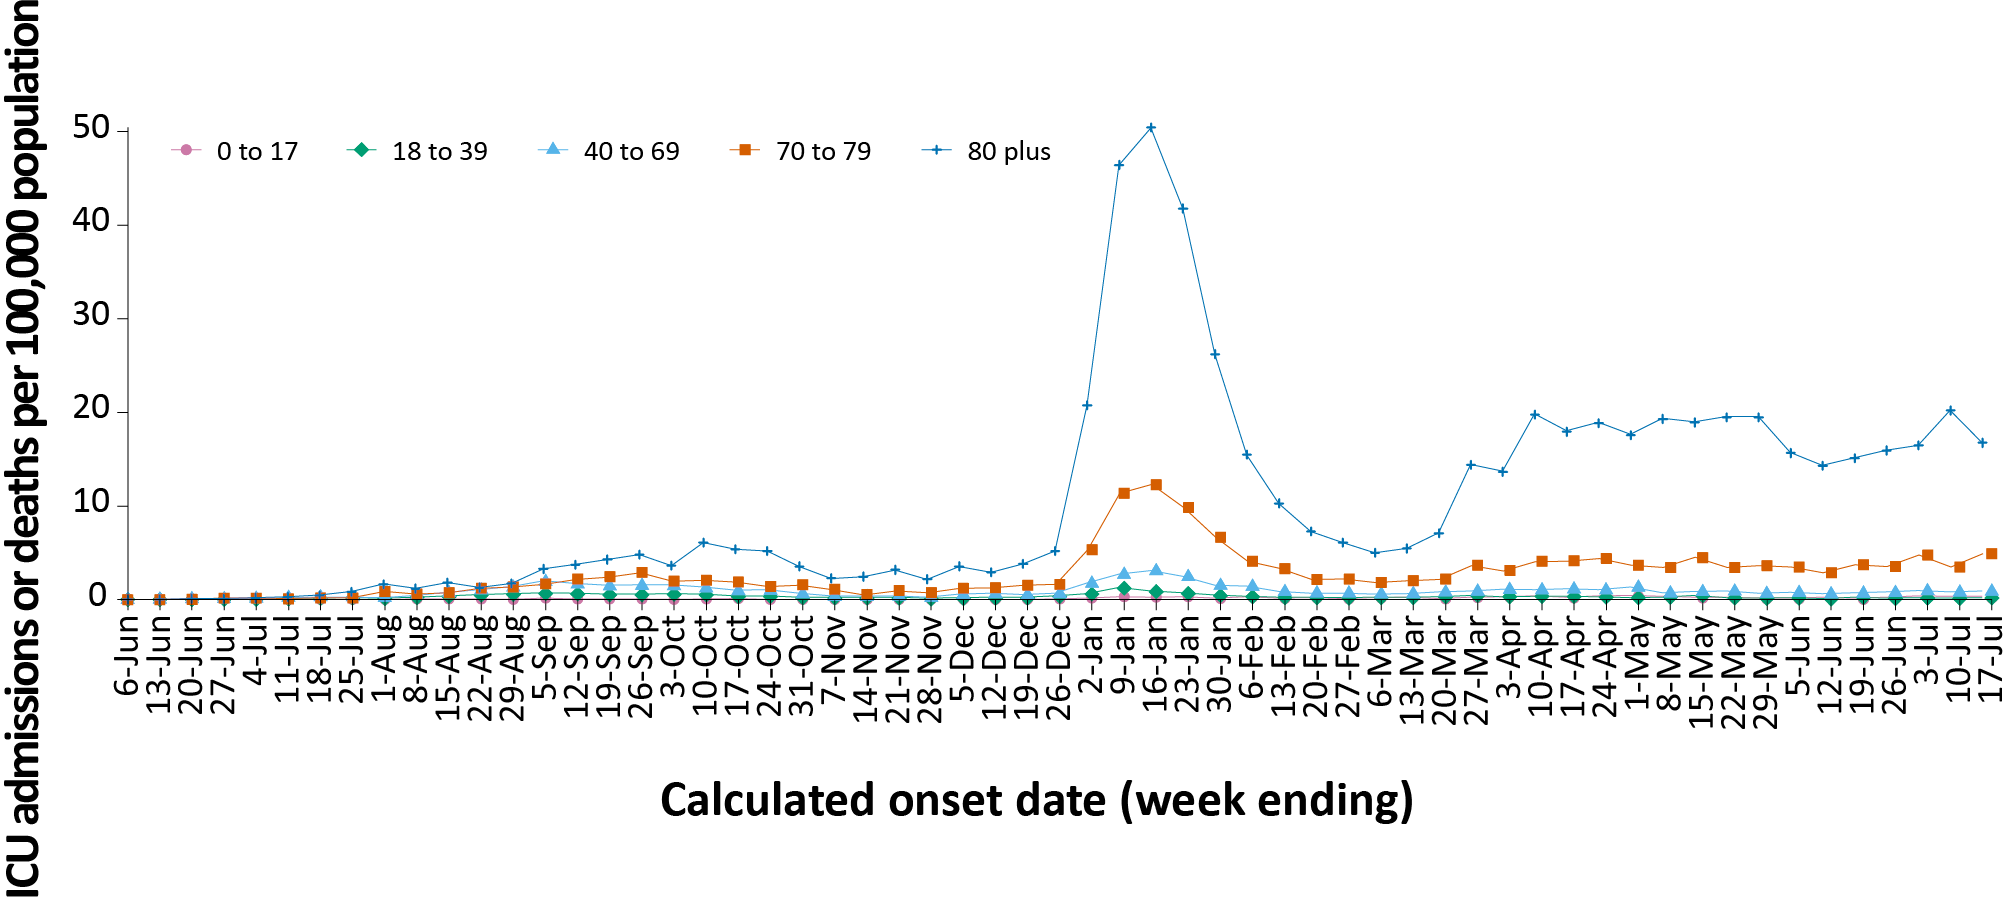 ICU admissions or deaths per 100,000 population
50
40
30
20
10
0
0 to 17 18 to 39 40 to 69 70 to 79 80 plus
6-Jun 13-Jun 20-Jun 27-Jun 4-Jul 11-Jul 18-Jul 25-Jul 1-Aug 8-Aug 15-Aug 22-Aug 29-Aug 5-Sep 12-Sep 19-Sep 26-Sep 3-Oct 10-Oct 17-Oct 24-Oct 31-Oct 7-Nov 14-Nov 21-Nov 28-Nov 5-Dec 12-Dec 19-Dec 26-Dec 2-Jan 9-Jan 16-Jan 23-Jan 30-Jan 6-Feb 13-Feb 20-Feb 27-Feb 6-Mar 13-Mar 20-Mar 27-Mar 3-Apr 10-Apr 17-Apr 24-Apr 1-May 8-May 15-May 22-May 29-May 5-Jun 12-Jun 19-Jun 26-Jun 3-Jul 10-Jul 17-Jul
Calculated onset date (week ending)